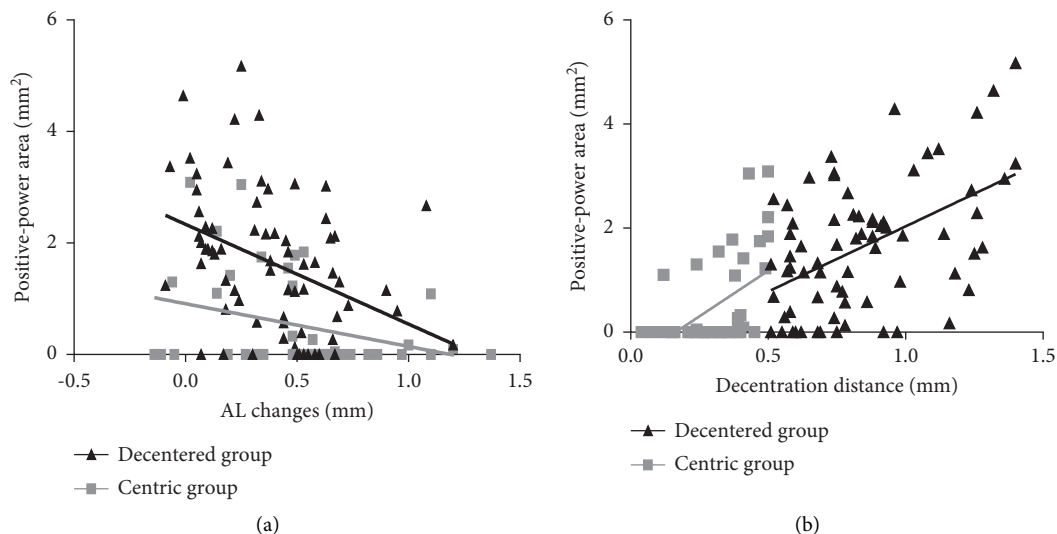 6
4
2
0
Positive-power area (mm²)
-0.5 0.0 0.5 1.0 1.5
AL changes (mm)
Decentered group
Centric group
(a)
6
4
2
0
Positive-power area (mm²)
0.0 0.5 1.0 1.5
Decentration distance (mm)
Decentered group
Centric group
(b)